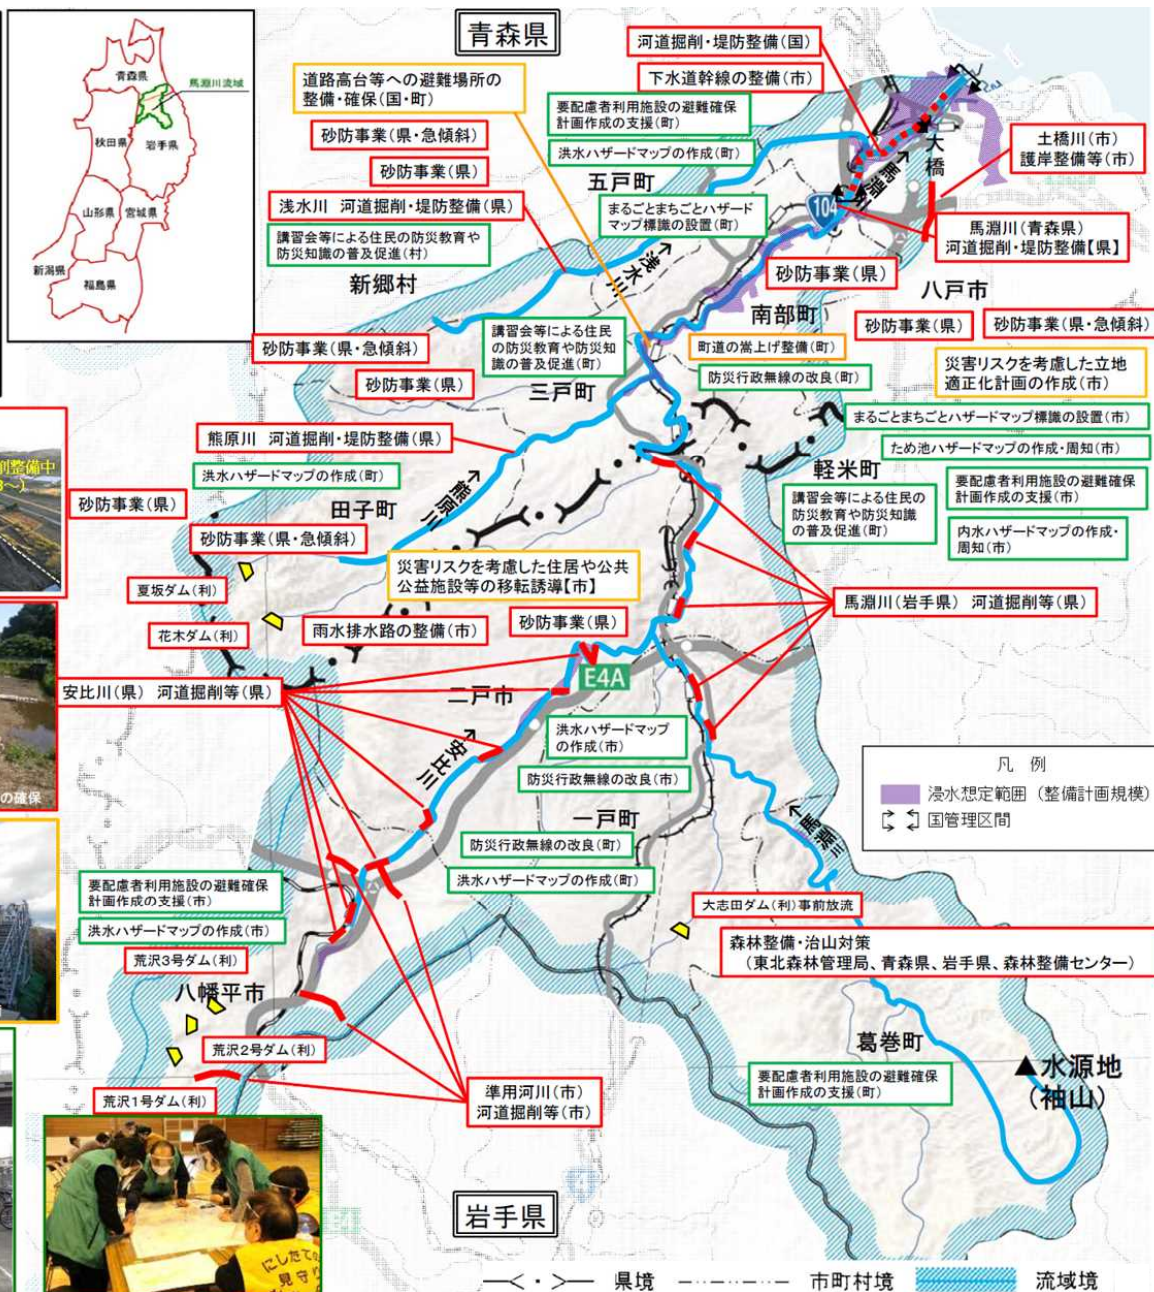 青森県
馬淵川流域
青森県
秋田県
岩手県
山形県
宮城県
新潟県
福島県
河道掘削・堤防整備(国)
下水道幹線の整備(市)
道路高台等への避難場所の
整備・確保(国・町)
要配慮者利用施設の避難確保
計画作成の支援(町)
洪水ハザードマップの作成(町)
砂防事業(県・急傾斜)
砂防事業(県)
五戸町
大橋
馬淵川
土橋川(市)
護岸整備等(市)
浅水川 河道掘削・堤防整備(県)
まるごとまちごとハザード
マップ標識の設置(町)
104
馬淵川(青森県)
河道掘削・堤防整備【県】
講習会等による住民の防災教育や
防災知識の普及促進(村)
新郷村
浅水川
砂防事業(県)
八戸市
南部町
砂防事業(県)
砂防事業(県・急傾斜)
砂防事業(県・急傾斜)
講習会等による住民
の防災教育や防災知
識の普及促進(町)
町道の嵩上げ整備(町)
災害リスクを考慮した立地
適正化計画の作成(市)
砂防事業(県)
三戸町
防災行政無線の改良(町)
まるごとまちごとハザードマップ標識の設置(市)
熊原川 河道掘削・堤防整備(県)
ため池ハザードマップの作成・周知(市)
削整備中
洪水ハザードマップの作成(町)
軽米町
要配慮者利用施設の避難確保
計画作成の支援(市)
砂防事業(県)
田子町
熊原川
講習会等による住民の
防災教育や防災知識
の普及促進(町)
内水ハザードマップの作成・
周知(市)
砂防事業(県・急傾斜)
災害リスクを考慮した住居や公共
公益施設等の移転誘導【市】
夏坂ダム(利)
馬淵川(岩手県) 河道掘削等(県)
花木ダム(利)
雨水排水路の整備(市)
砂防事業(県)
E4A
安比川(県) 河道掘削等(県)
二戸市
洪水ハザードマップ
の作成(市)
安比川
防災行政無線の改良(市)
凡 例
浸水想定範囲 (整備計画規模)
国管理区間
の確保
一戸町
馬淵川
防災行政無線の改良(町)
洪水ハザードマップの作成(町)
要配慮者利用施設の避難確保
計画作成の支援(市)
洪水ハザードマップの作成(市)
大志田ダム(利)事前放流
森林整備・治山対策
(東北森林管理局、青森県、岩手県、森林整備センター)
荒沢3号ダム(利)
八幡平市
荒沢2号ダム(利)
葛巻町
▲水源地
(袖山)
要配慮者利用施設の避難確保
計画作成の支援(町)
荒沢1号ダム(利)
準用河川(市)
河道掘削等(市)
岩手県
にしたての
見守り
県境
市町村境
流域境